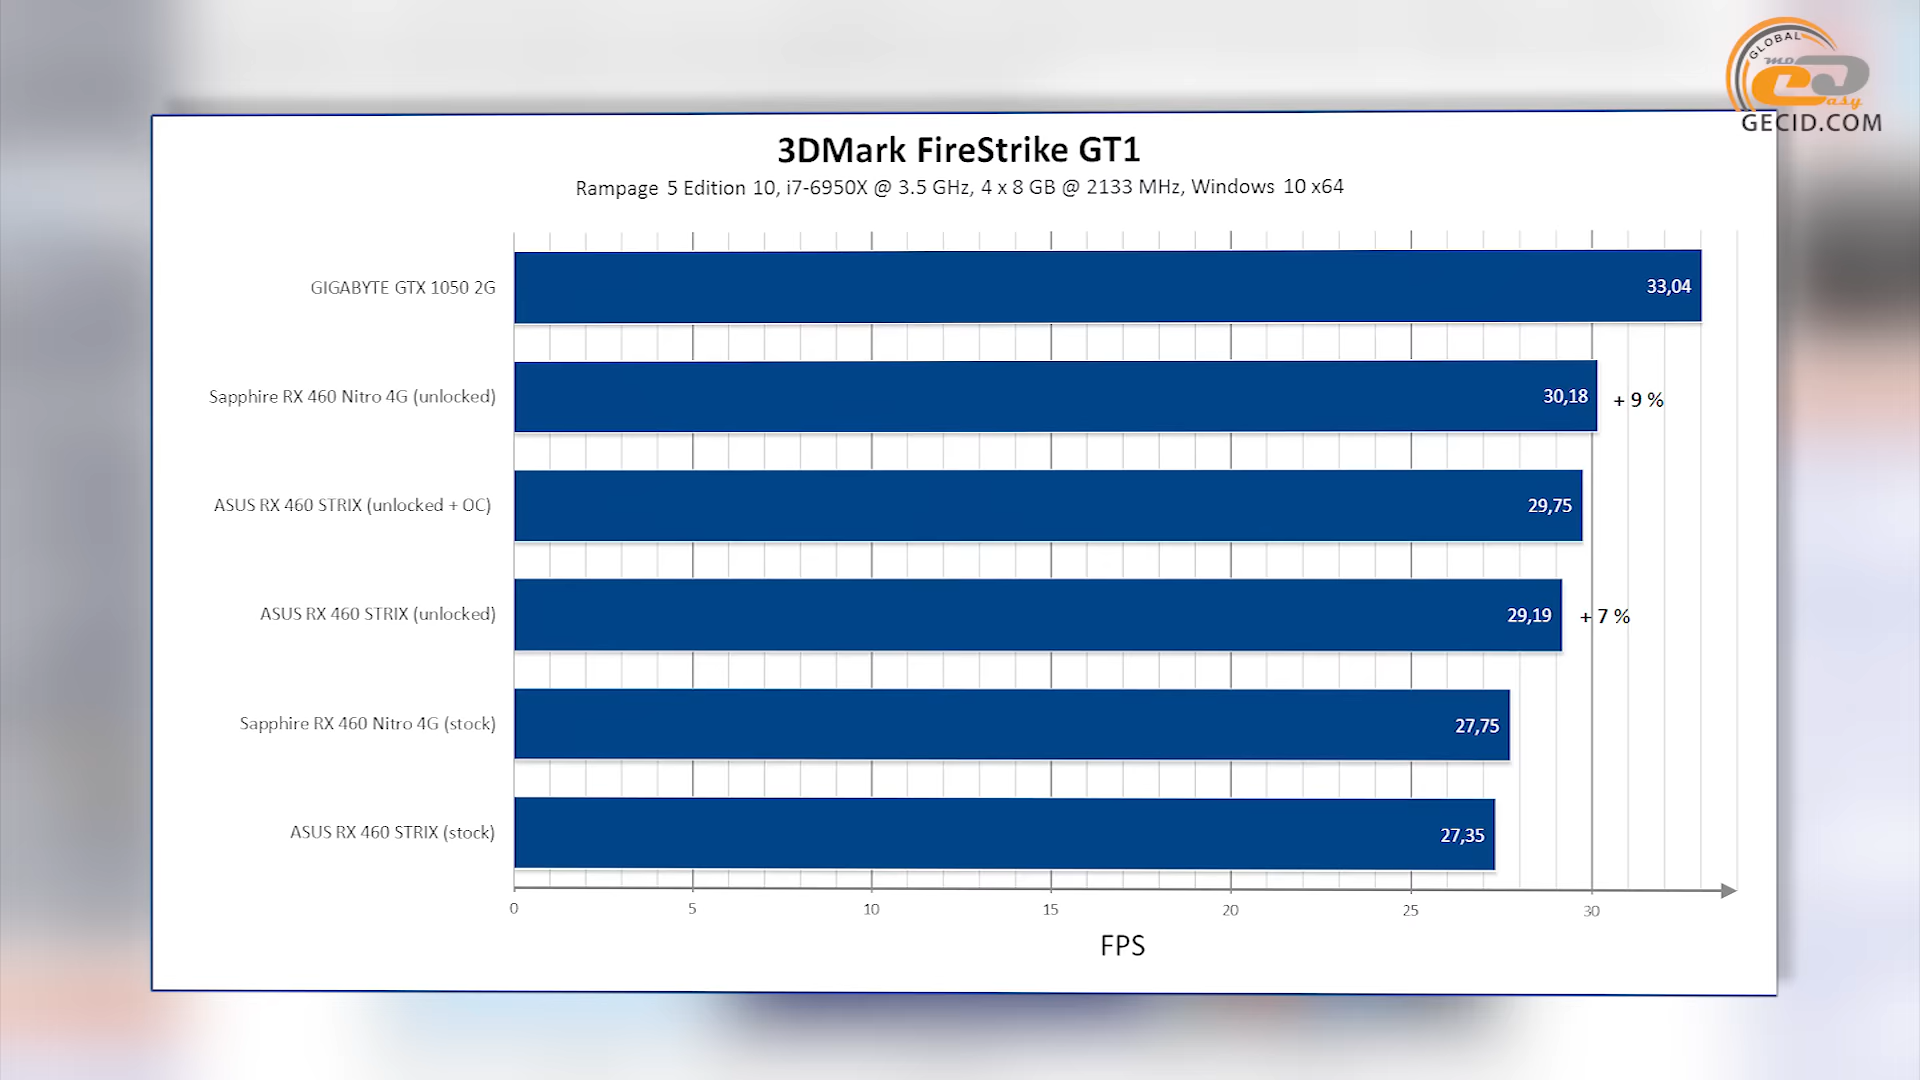 GLOBAL
MD
asy
GECID.COM
3DMark FireStrike GT1
Rampage 5 Edition 10, i7-6950X @ 3.5 GHz, 4 x 8 GB @ 2133 MHz, Windows 10 x64
GIGABYTE GTX 1050 2G 33,04
Sapphire RX 460 Nitro 4G (unlocked) 30,18 + 9 %
ASUS RX 460 STRIX (unlocked + OC) 29,75
ASUS RX 460 STRIX (unlocked) 29,19 + 7 %
Sapphire RX 460 Nitro 4G (stock) 27,75
ASUS RX 460 STRIX (stock) 27,35
0 5 10 15 20 25 30
FPS